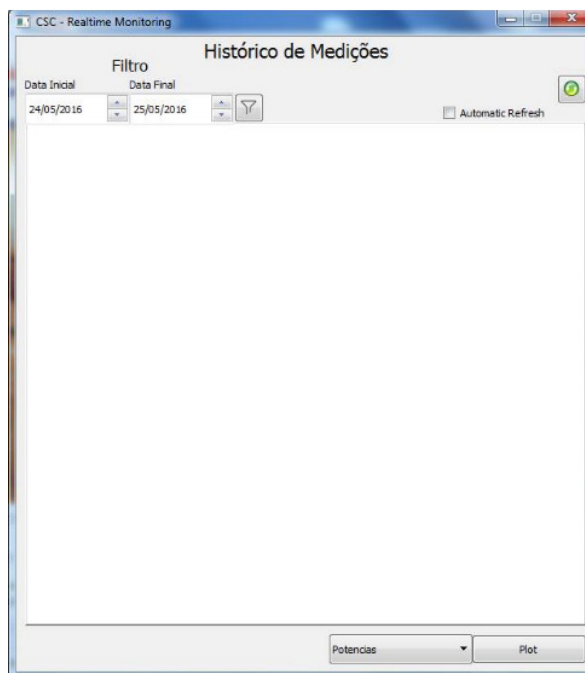 CSC - Realtime Monitoring
Histórico de Medições
Filtro
Data Inicial Data Final
24/05/2016 25/05/2016
Automatic Refresh
Potencias Plot